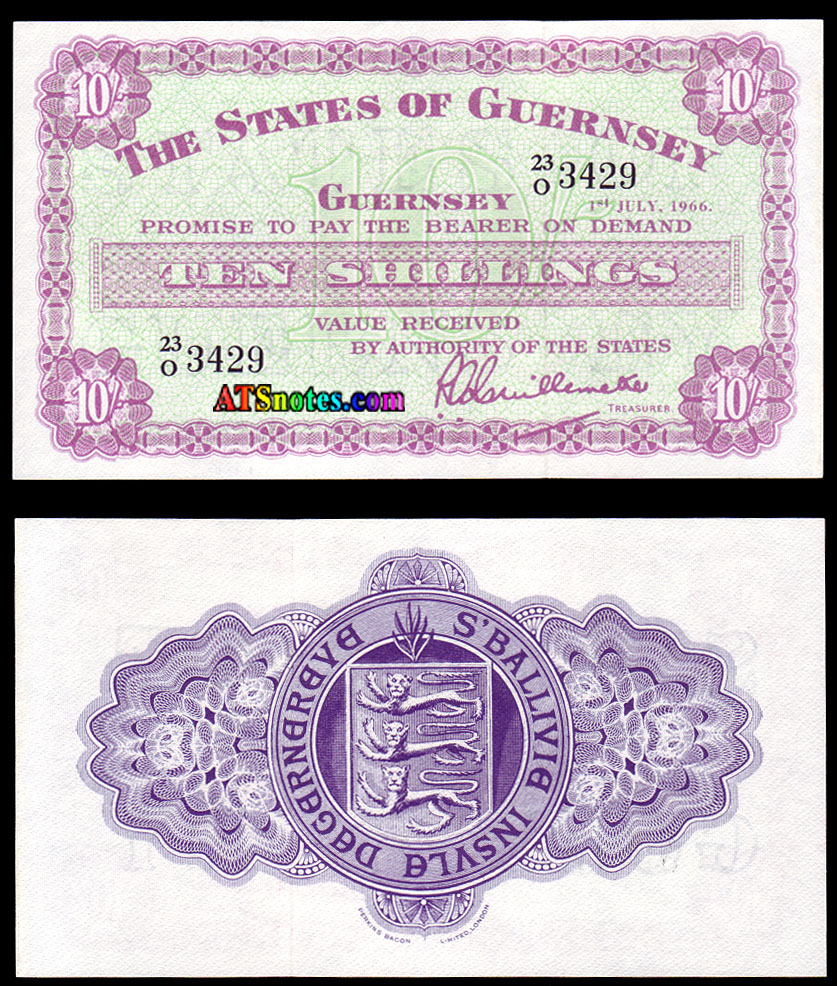 10/-
10/-
THE STATES OF GUERNSEY
10/-
23/O 3429
GUERNSEY
1st JULY, 1966.
PROMISE TO PAY THE BEARER ON DEMAND
TEN SHILLINGS
VALUE RECEIVED
23/O 3429
BY AUTHORITY OF THE STATES
ATSnotes.com
TREASURER.
10/-
10/-
S'BALLIVIE INSVLE DEGERNEREYE
PERKINS BACON LIMITED, LONDON